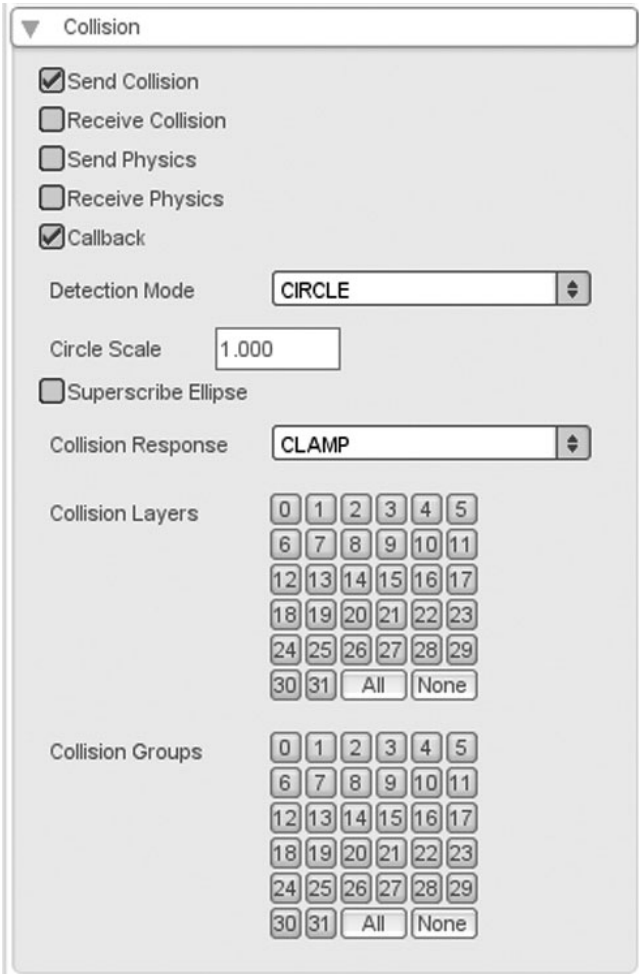 Collision
Send Collision
Receive Collision
Send Physics
Receive Physics
Callback
Detection Mode CIRCLE
Circle Scale 1.000
Superscribe Ellipse
Collision Response CLAMP
Collision Layers 0 1 2 3 4 5
6 7 8 9 10 11
12 13 14 15 16 17
18 19 20 21 22 23
24 25 26 27 28 29
30 31 All None
Collision Groups 0 1 2 3 4 5
6 7 8 9 10 11
12 13 14 15 16 17
18 19 20 21 22 23
24 25 26 27 28 29
30 31 All None